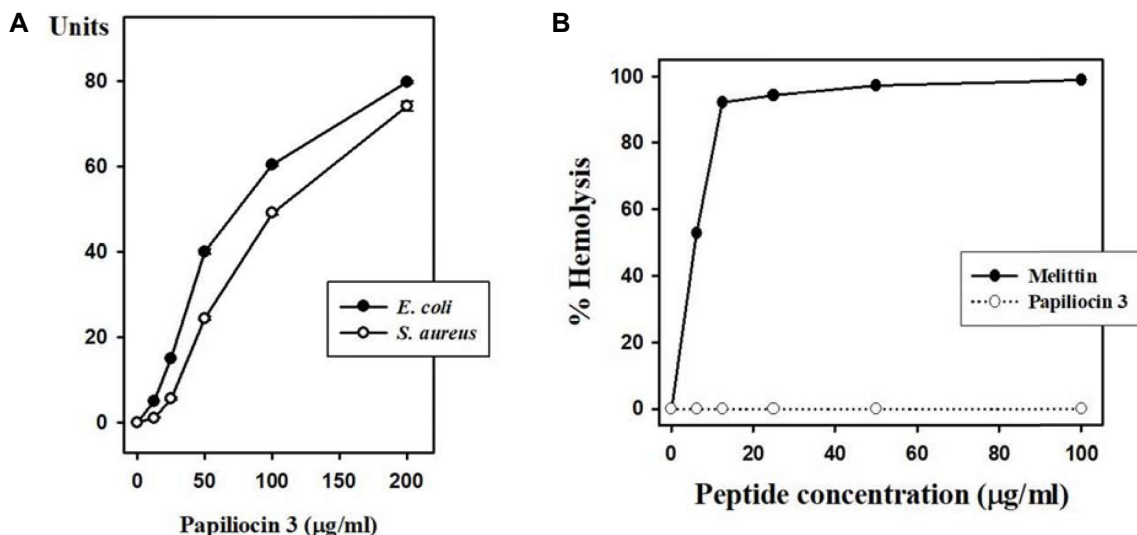 A
Units
80
60
40
20
0
E. coli
S. aureus
0 50 100 150 200
Papiliocin 3 (µg/ml)
B
% Hemolysis
100
80
60
40
20
0
Melittin
Papiliocin 3
0 20 40 60 80 100
Peptide concentration (µg/ml)